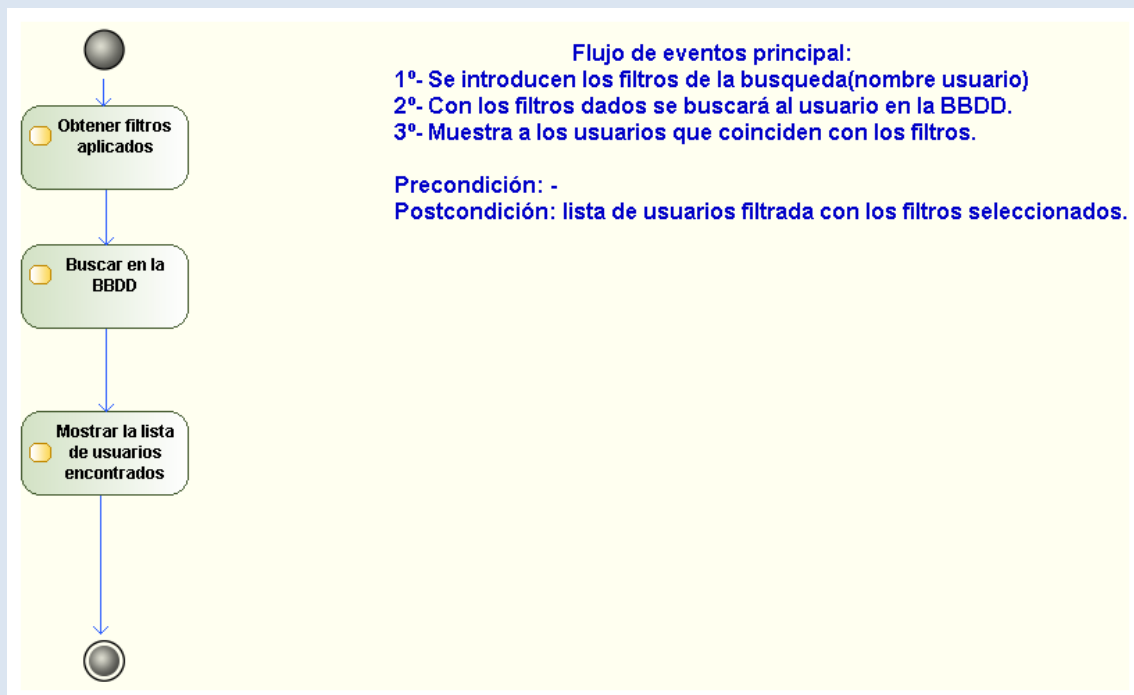 Obtener filtros
aplicados
Buscar en la
BBDD
Mostrar la lista
de usuarios
encontrados
Flujo de eventos principal:
1º- Se introducen los filtros de la busqueda(nombre usuario)
2º- Con los filtros dados se buscará al usuario en la BBDD.
3º- Muestra a los usuarios que coinciden con los filtros.
Precondición: -
Postcondición: lista de usuarios filtrada con los filtros seleccionados.